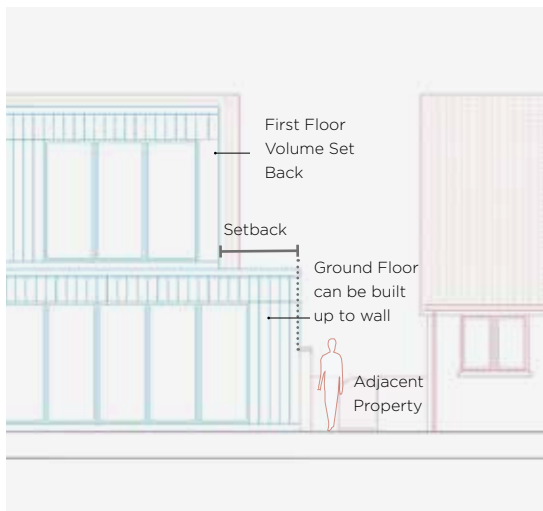 First Floor
Volume Set
Back
Setback
Ground Floor
can be built
up to wall
Adjacent
Property